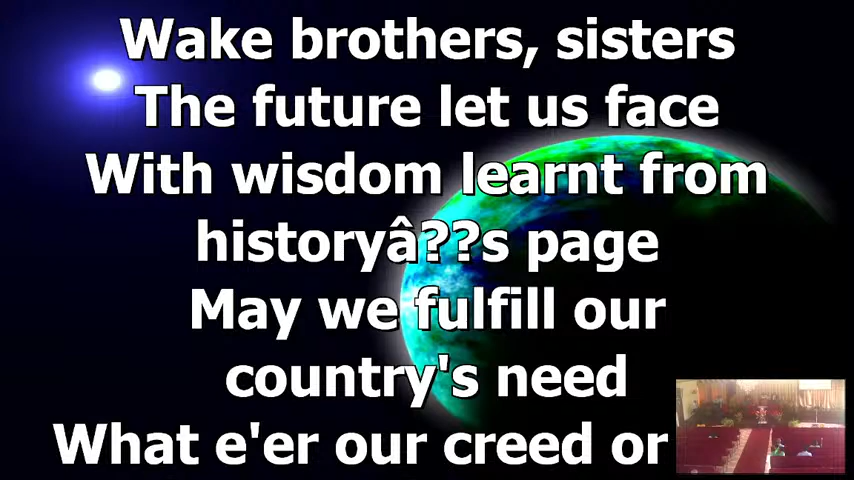 Wake brothers, sisters
The future let us face
With wisdom learnt from
historyâ??s page
May we fulfill our
country's need
What e'er our creed or